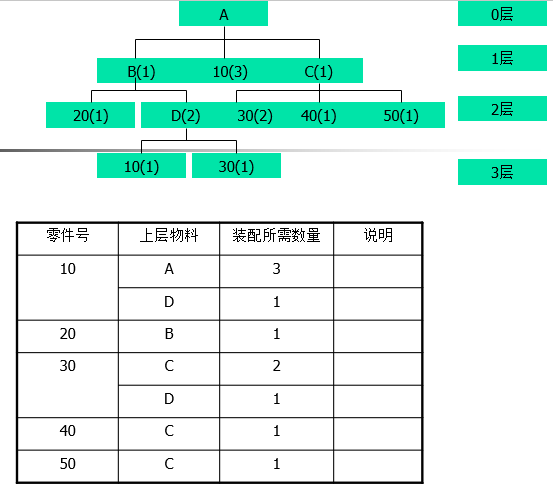 A 0层
B(1) 10(3) C(1) 1层
20(1) D(2) 30(2) 40(1) 50(1) 2层
10(1) 30(1) 3层
零件号 上层物料 装配所需数量 说明
10 A 3
D 1
20 B 1
30 C 2
D 1
40 C 1
50 C 1